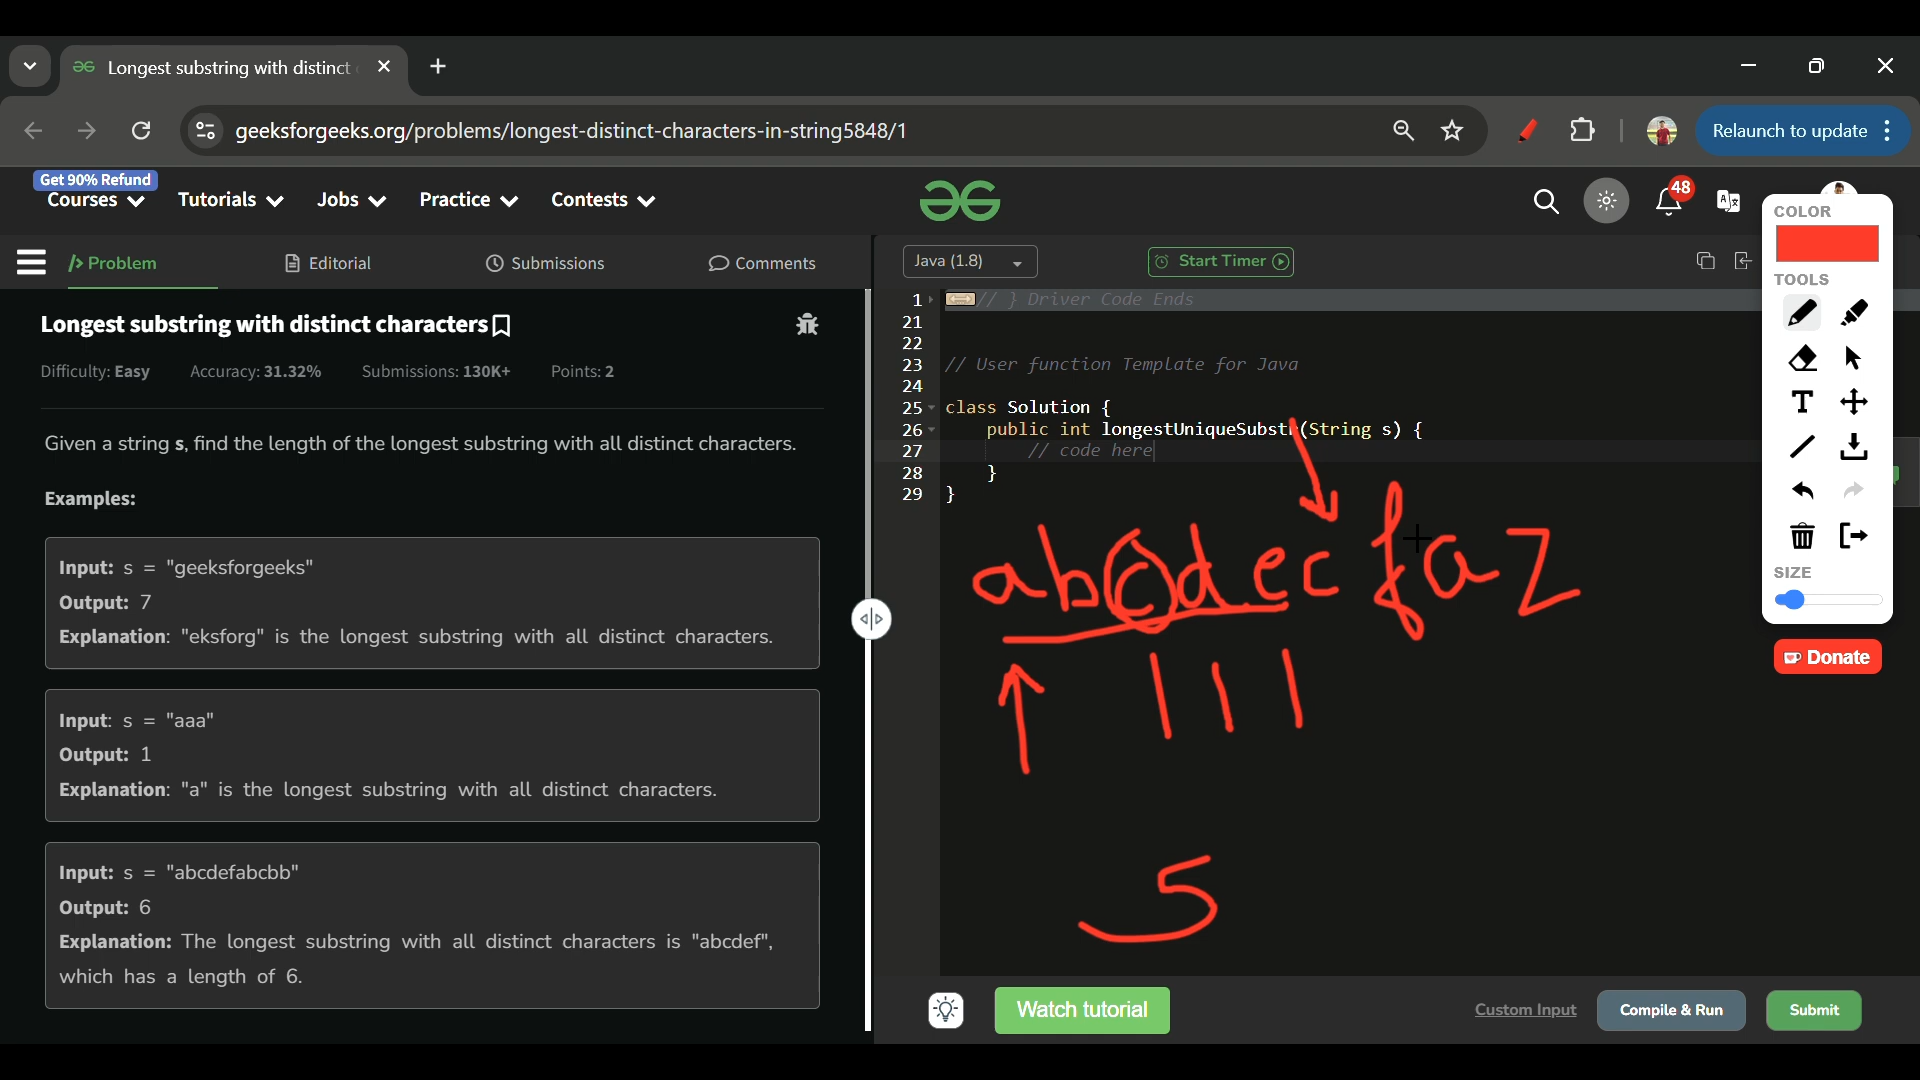 Longest substring with distinct
geeksforgeeks.org/problems/longest-distinct-characters-in-string5848/1
Relaunch to update
Get 90% Refund
Courses
Tutorials
Jobs
Practice
Contests
48
COLOR
TOOLS
SIZE
Donate
Problem
Editorial
Submissions
Comments
Java (1.8)
Start Timer
Longest substring with distinct characters
Difficulty: Easy Accuracy: 31.32% Submissions: 130K+ Points: 2
Given a string s, find the length of the longest substring with all distinct characters.
Examples:
Input: s = "geeksforgeeks"
Output: 7
Explanation: "eksforg" is the longest substring with all distinct characters.
Input: s = "aaa"
Output: 1
Explanation: "a" is the longest substring with all distinct characters.
Input: s = "abcdefabcbb"
Output: 6
Explanation: The longest substring with all distinct characters is "abcdef",
which has a length of 6.
1 // } Driver Code Ends
21
22
23 // User function Template for Java
24
25 class Solution {
26 public int longestUniqueSubstr(String s) {
27 // code here
28 }
29 }
abcdecfaz
5
Watch tutorial
Custom Input
Compile & Run
Submit